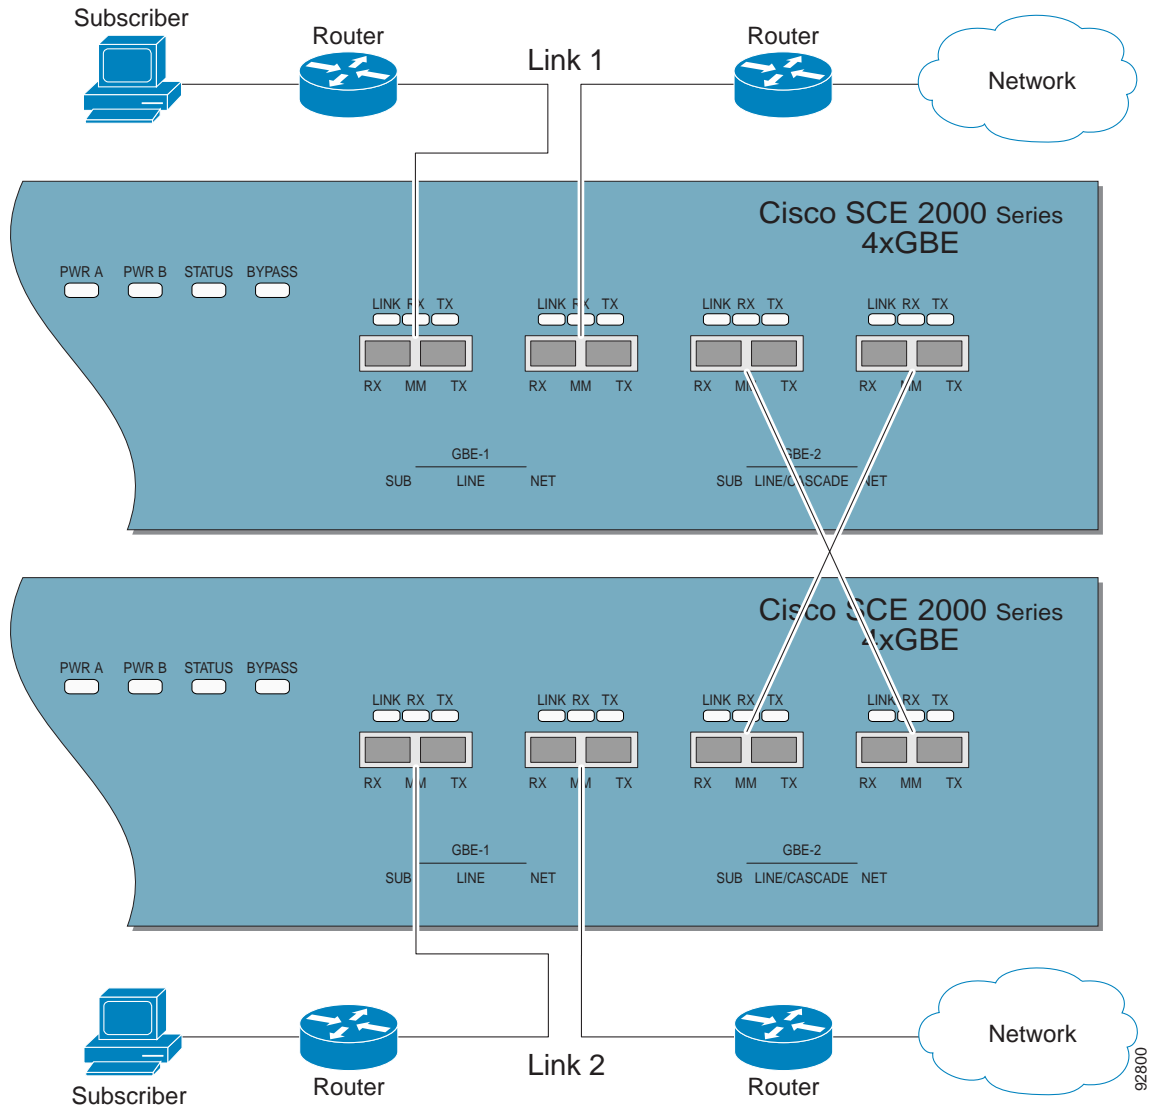 Subscriber
Router
Link 1
Router
Network
Cisco SCE 2000 Series
4xGBE
PWR A PWR B STATUS BYPASS
LINK RX TX LINK RX TX LINK RX TX LINK RX TX
RX MM TX RX MM TX RX MM TX RX MM TX
GBE-1 GBE-2
SUB LINE NET SUB LINE/CASCADE NET
Cisco SCE 2000 Series
4xGBE
PWR A PWR B STATUS BYPASS
LINK RX TX LINK RX TX LINK RX TX LINK RX TX
RX MM TX RX MM TX RX MM TX RX MM TX
GBE-1 GBE-2
SUB LINE NET SUB LINE/CASCADE NET
Subscriber
Router
Link 2
Router
Network
92800